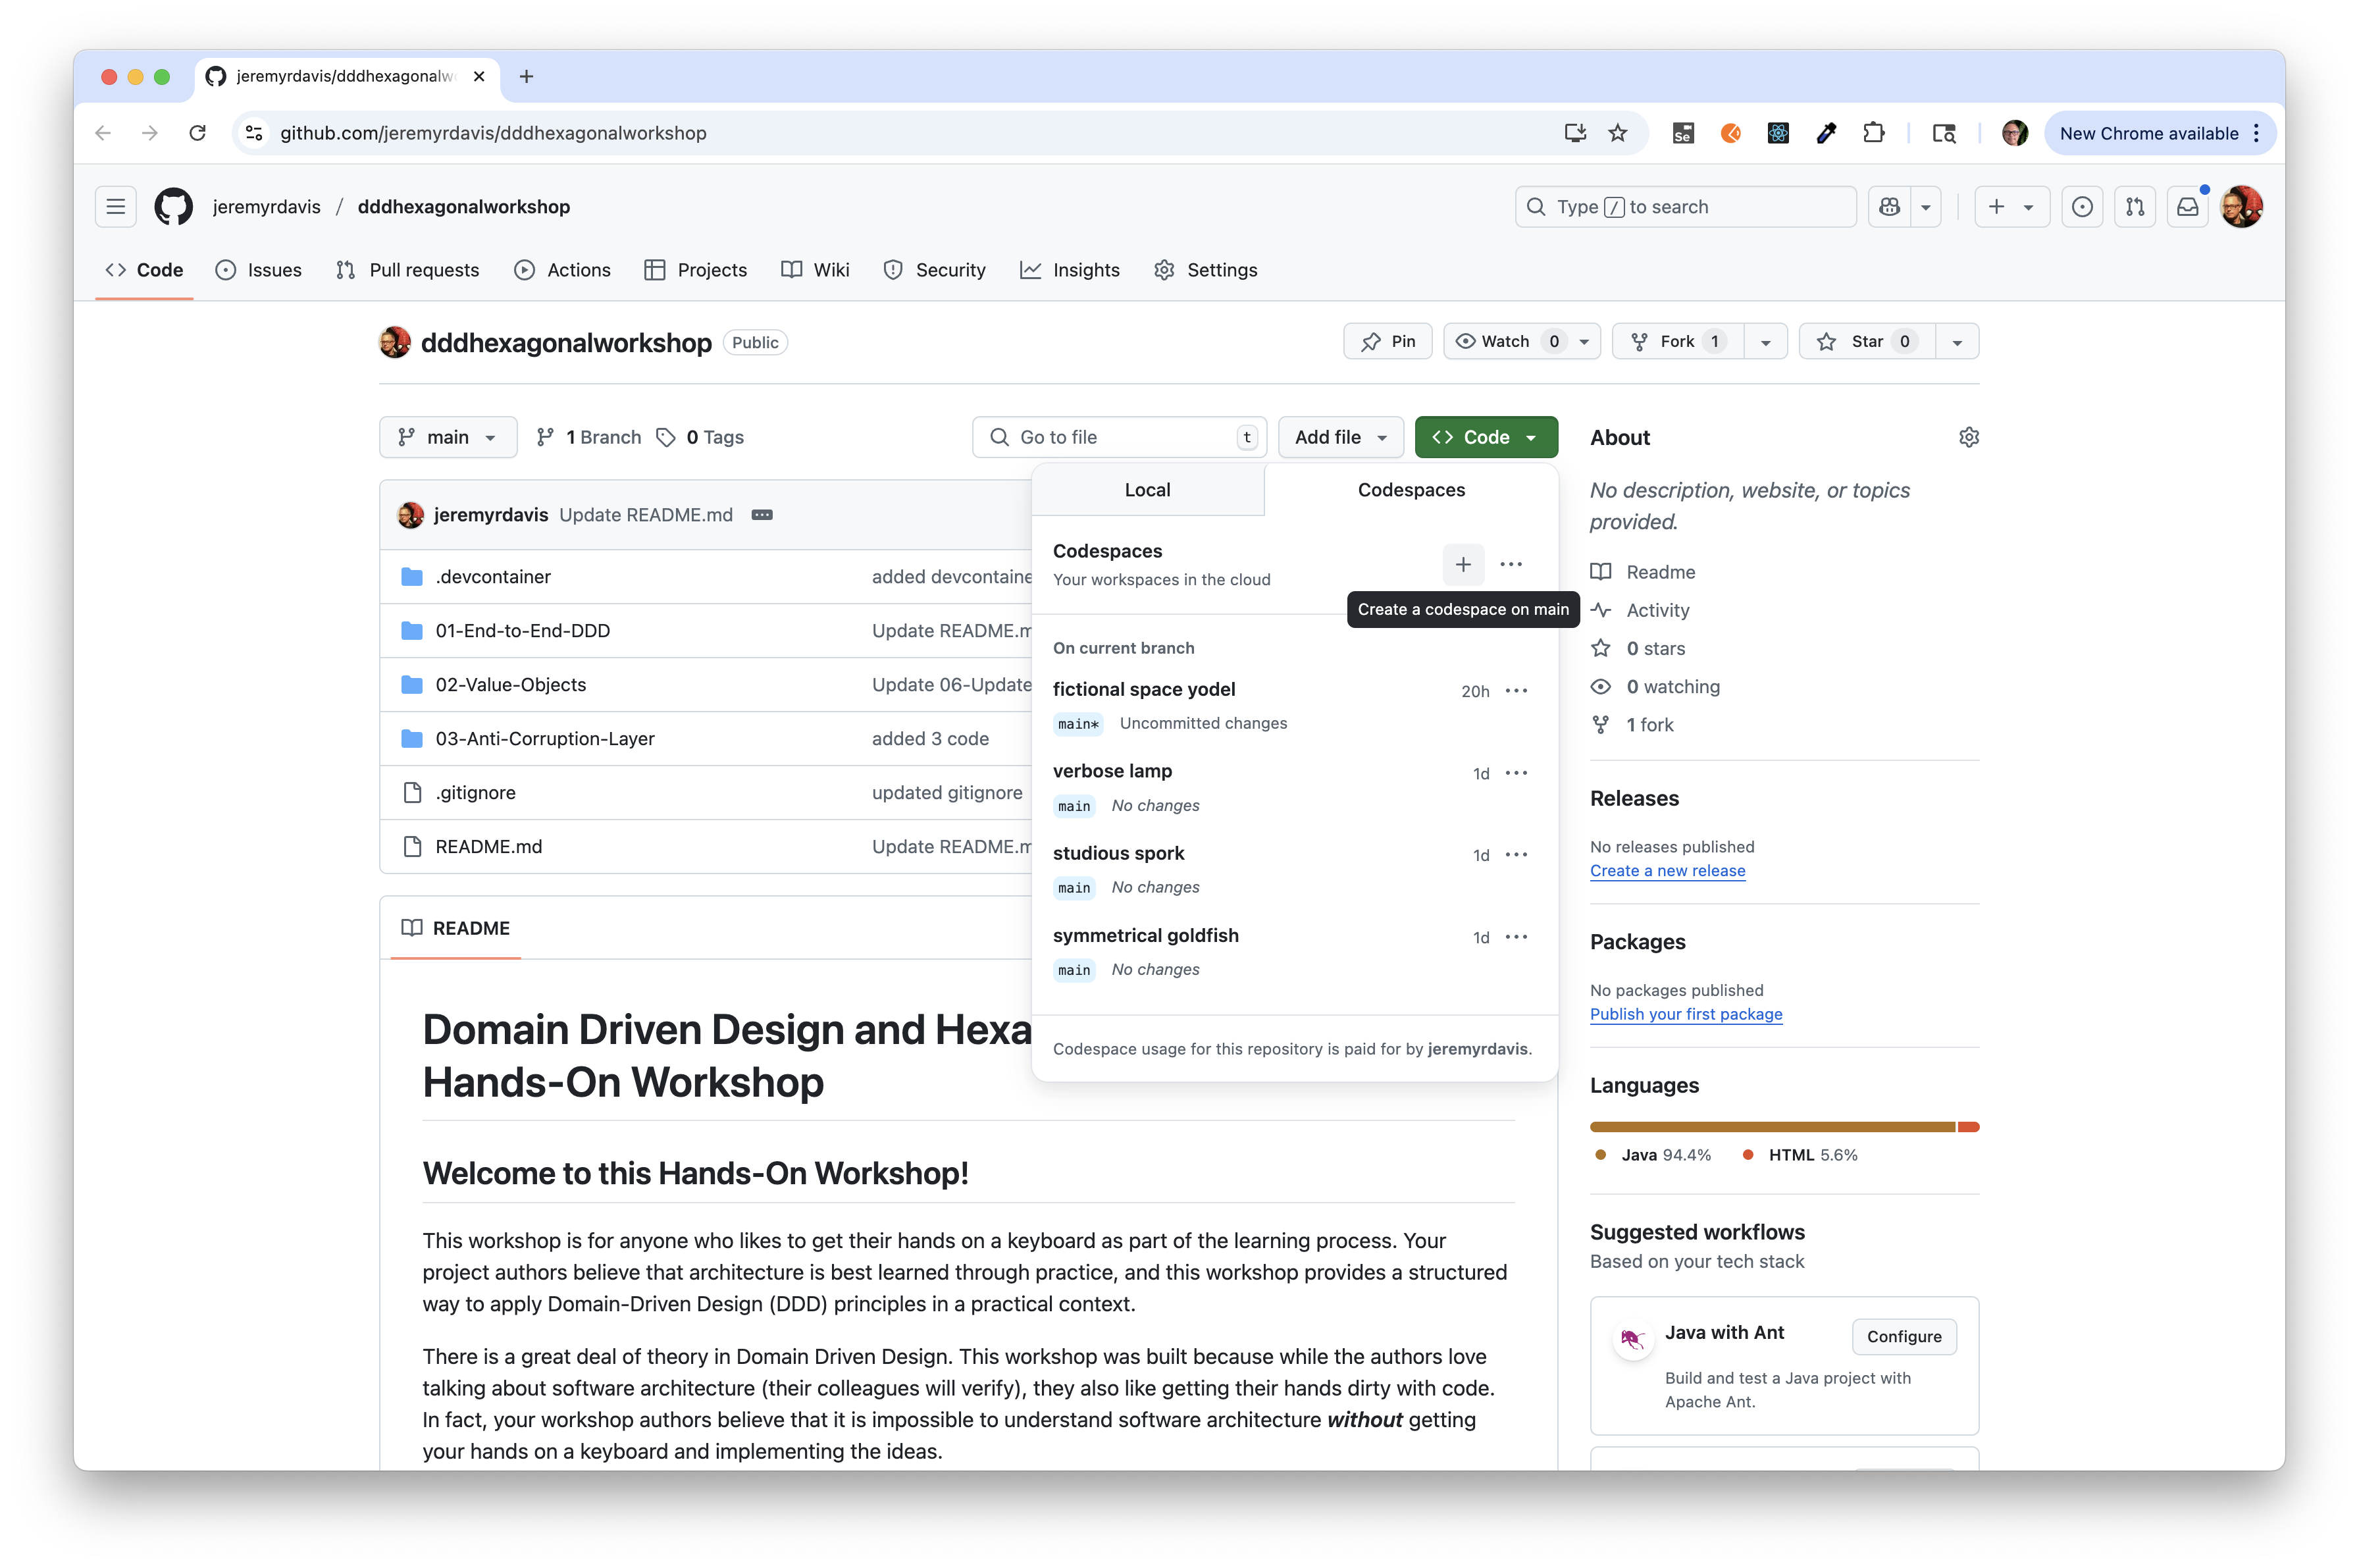 jeremyrdavis/dddhexagonalw
github.com/jeremyrdavis/dddhexagonalworkshop
Se
New Chrome available
jeremyrdavis / dddhexagonalworkshop
Type / to search
Code Issues Pull requests Actions Projects Wiki Security Insights Settings
dddhexagonalworkshop Public
Pin Watch 0 Fork 1 Star 0
main 1 Branch 0 Tags
Go to file t
Add file
Code
Local Codespaces
jeremyrdavis Update README.md
.devcontainer added devcontaine
01-End-to-End-DDD Update README.m
02-Value-Objects Update 06-Update
03-Anti-Corruption-Layer added 3 code
.gitignore updated gitignore
README.md Update README.m
Codespaces
Your workspaces in the cloud
Create a codespace on main
On current branch
fictional space yodel 20h
main* Uncommitted changes
verbose lamp 1d
main No changes
studious spork 1d
main No changes
symmetrical goldfish 1d
main No changes
Codespace usage for this repository is paid for by jeremyrdavis.
README
Domain Driven Design and Hexa
Hands-On Workshop
Welcome to this Hands-On Workshop!
This workshop is for anyone who likes to get their hands on a keyboard as part of the learning process. Your
project authors believe that architecture is best learned through practice, and this workshop provides a structured
way to apply Domain-Driven Design (DDD) principles in a practical context.
There is a great deal of theory in Domain Driven Design. This workshop was built because while the authors love
talking about software architecture (their colleagues will verify), they also like getting their hands dirty with code.
In fact, your workshop authors believe that it is impossible to understand software architecture without getting
your hands on a keyboard and implementing the ideas.
About
No description, website, or topics
provided.
Readme
Activity
0 stars
0 watching
1 fork
Releases
No releases published
Create a new release
Packages
No packages published
Publish your first package
Languages
Java 94.4% HTML 5.6%
Suggested workflows
Based on your tech stack
Java with Ant Configure
Build and test a Java project with
Apache Ant.